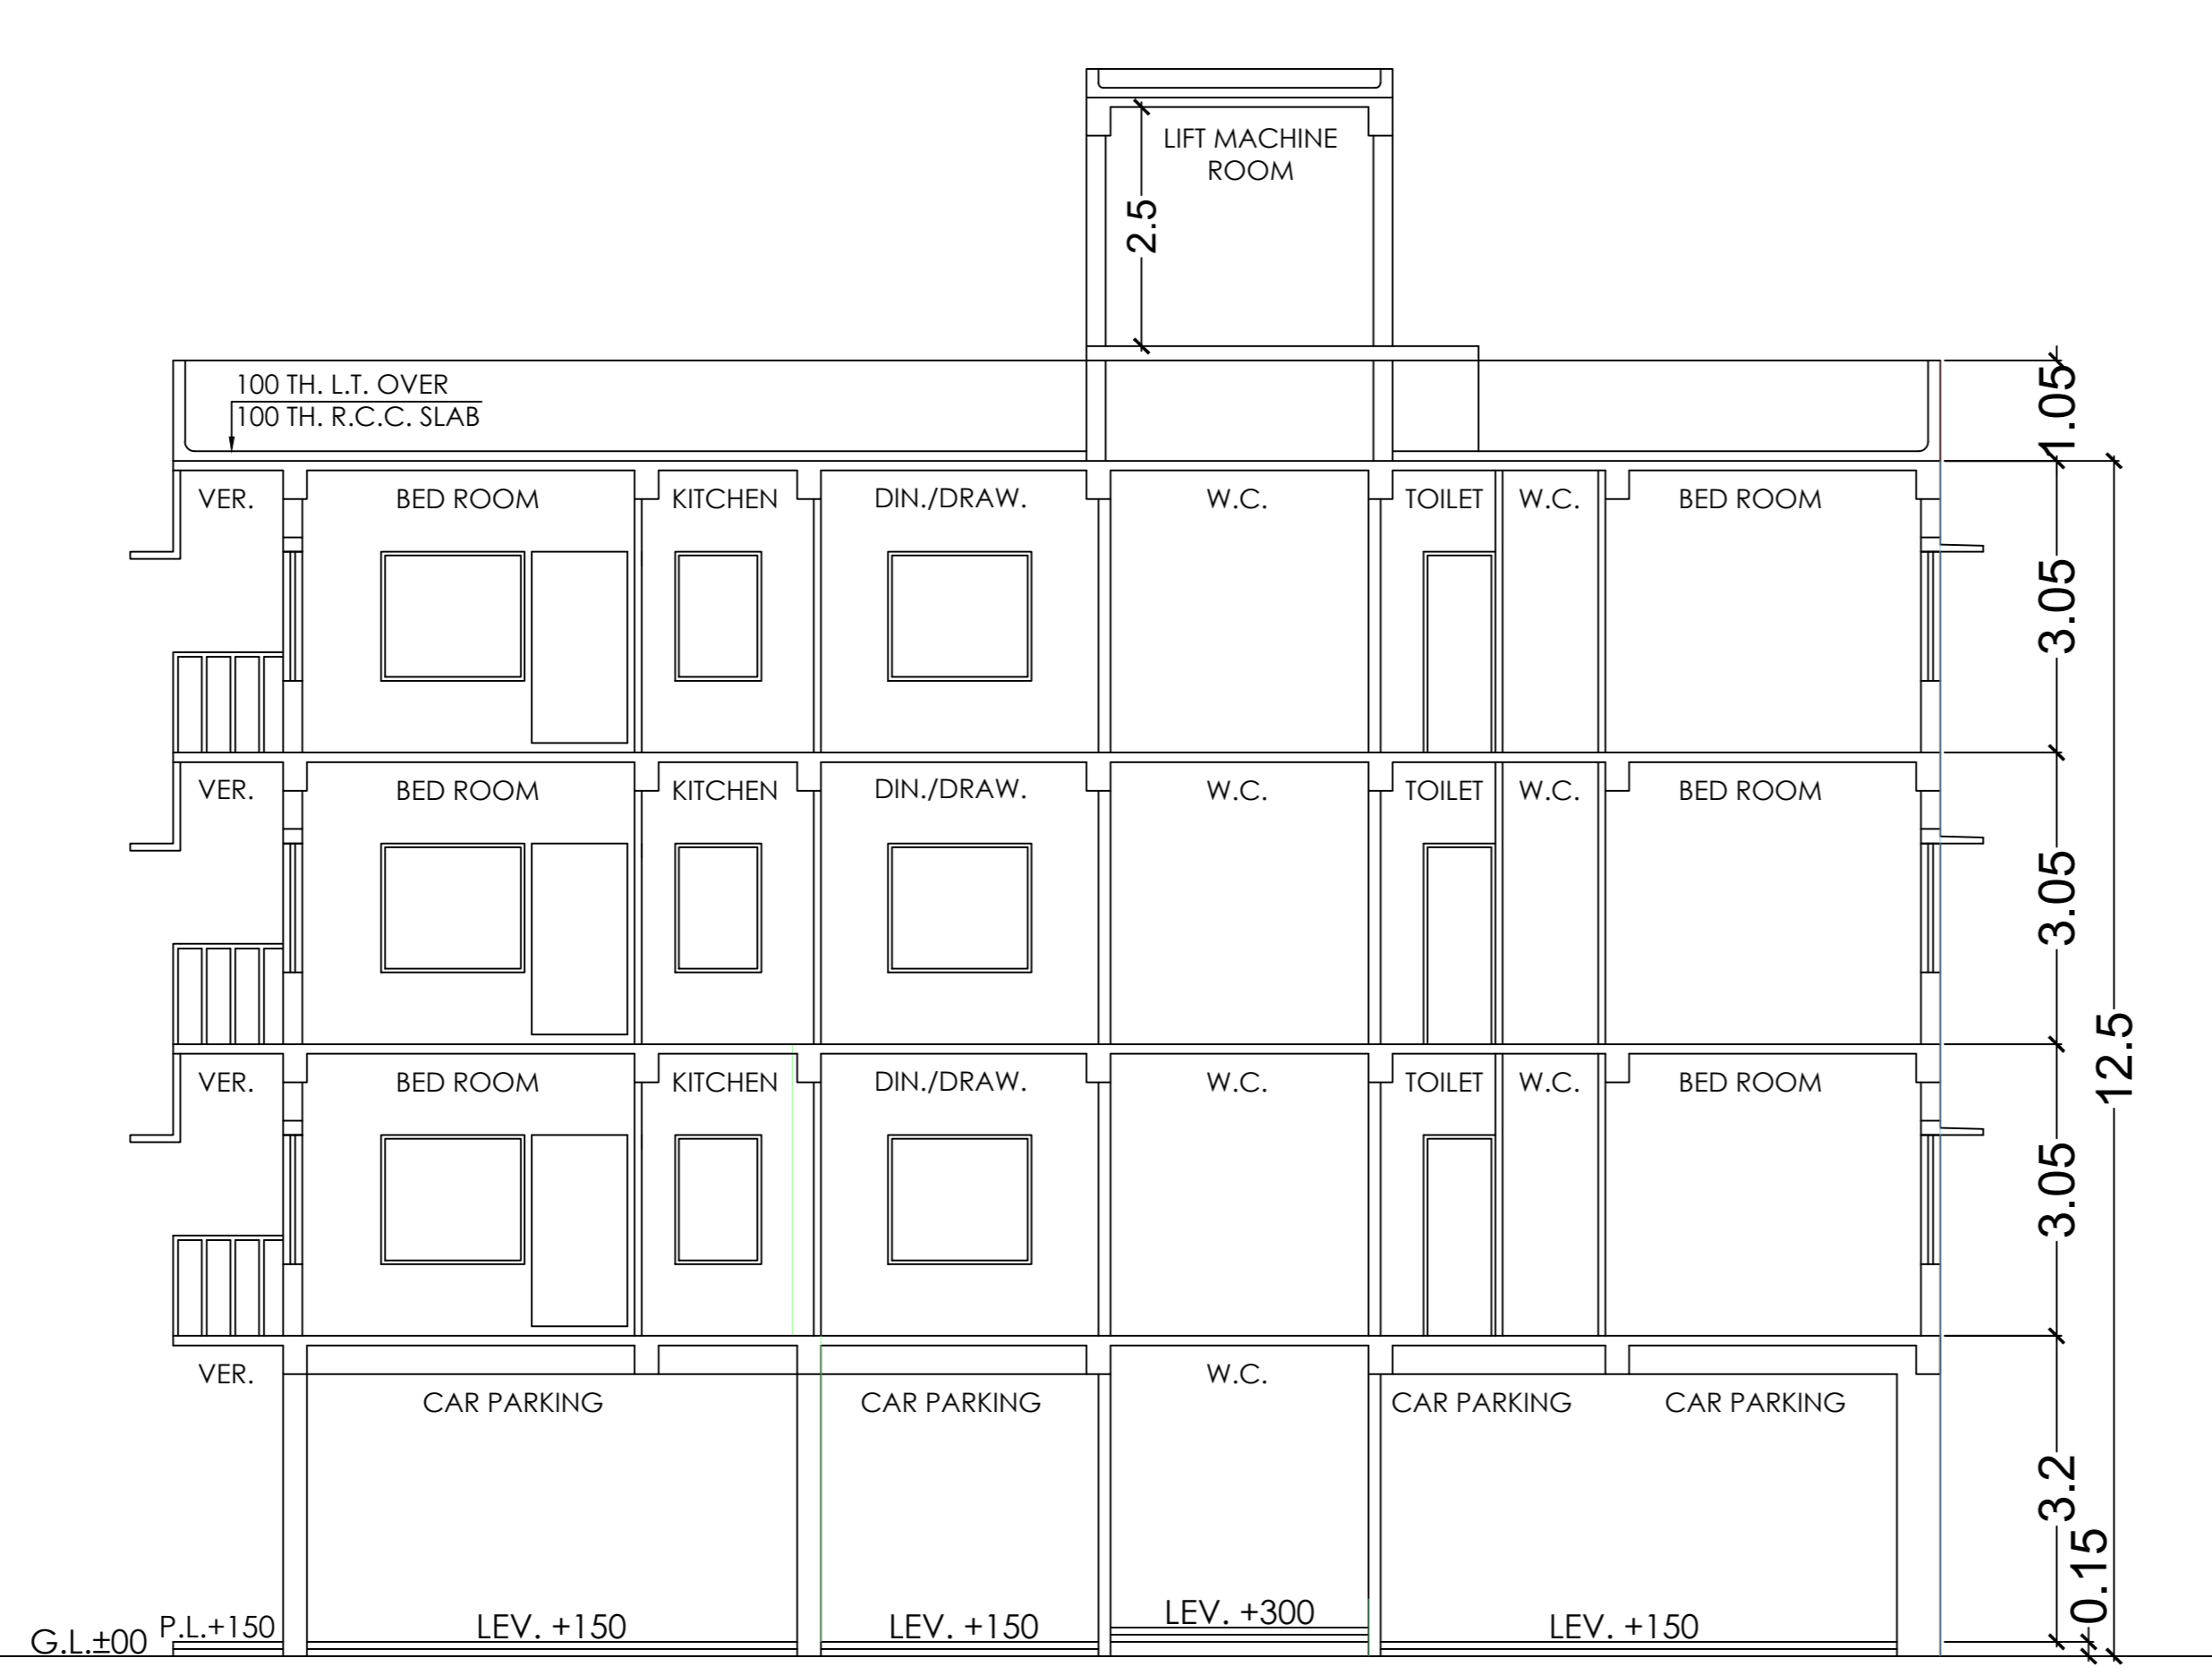 LIFT MACHINE
ROOM
2.5
100 TH. L.T. OVER
100 TH. R.C.C. SLAB
1.05
VER. BED ROOM KITCHEN DIN./DRAW. W.C. TOILET W.C. BED ROOM
3.05
VER. BED ROOM KITCHEN DIN./DRAW. W.C. TOILET W.C. BED ROOM
3.05
12.5
VER. BED ROOM KITCHEN DIN./DRAW. W.C. TOILET W.C. BED ROOM
3.05
VER. W.C.
CAR PARKING CAR PARKING CAR PARKING CAR PARKING
3.2
0.15
G.L.±00 P.L.+150 LEV. +150 LEV. +150 LEV. +300 LEV. +150